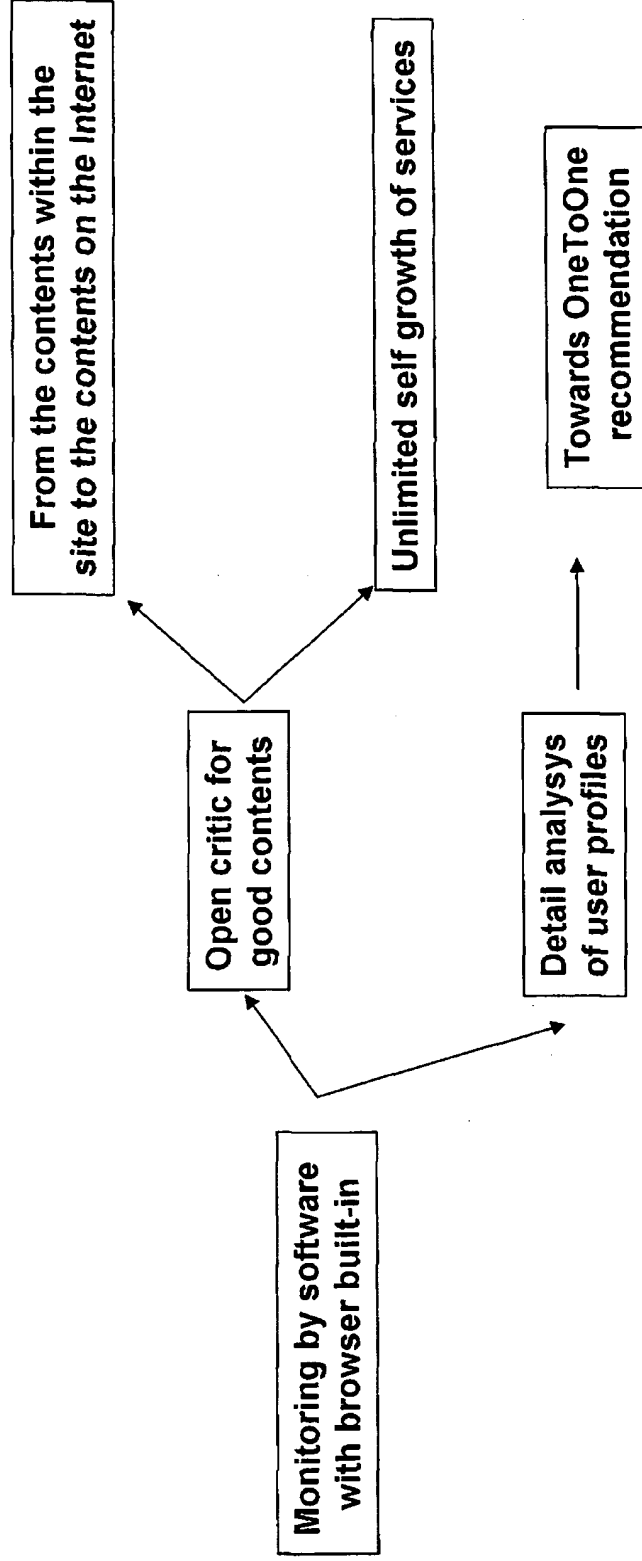 Monitoring by software
with browser built-in
Open critic for
good contents
Detail analysys
of user profiles
From the contents within the
site to the contents on the Internet
Unlimited self growth of services
Towards OneToOne
recommendation